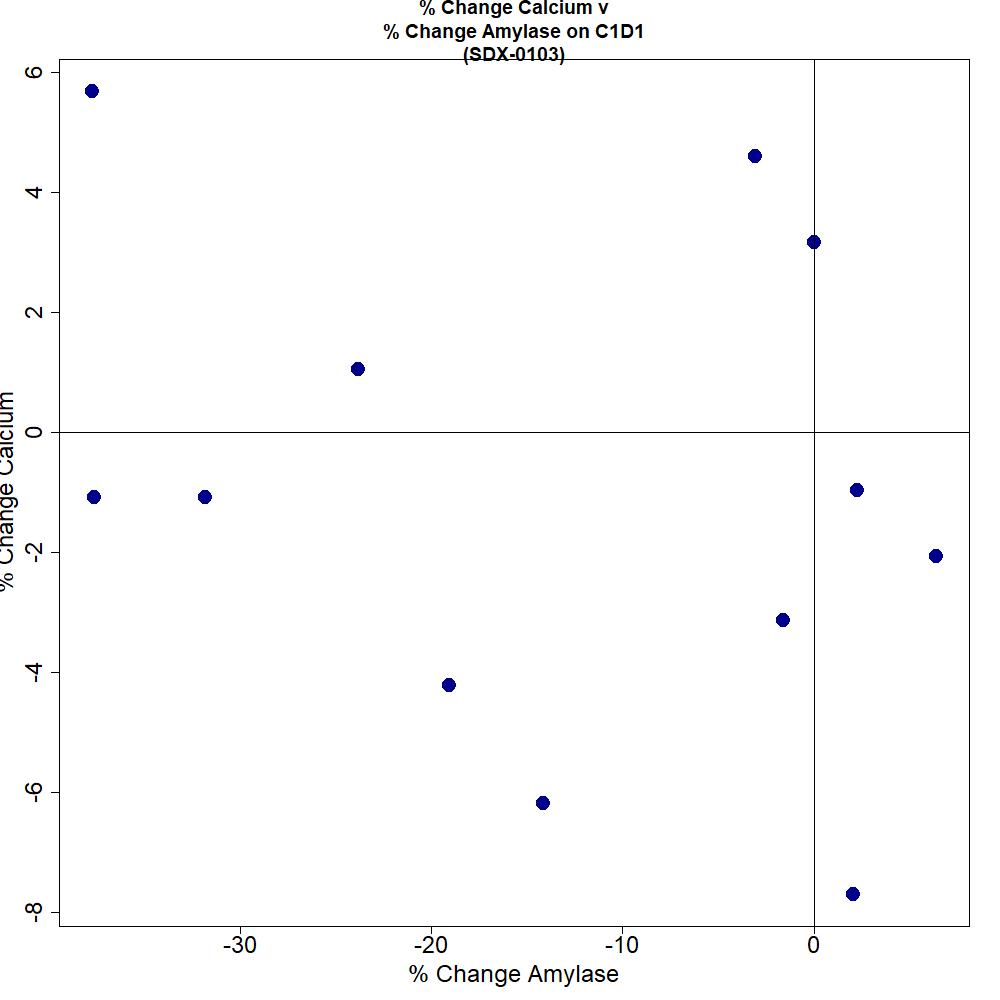 % Change Calcium v
% Change Amylase on C1D1
(SDX-0103)
6
4
2
0
-2
-4
-6
-8
% Change Calcium
-30 -20 -10 0
% Change Amylase